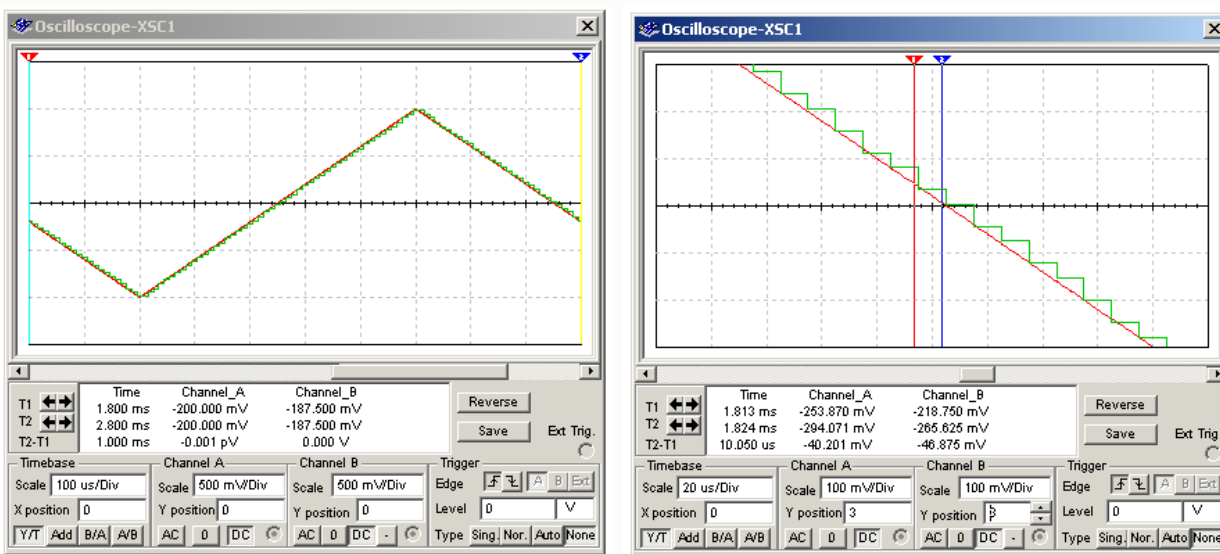 Oscilloscope-XSC1
1 2
T1
T2
T2-T1
Time Channel_A Channel_B
1.800 ms -200.000 mV -187.500 mV
2.800 ms -200.000 mV -187.500 mV
1.000 ms -0.001 pV 0.000 V
Reverse
Save
Ext Trig.
Timebase
Scale 100 us/Div
X position 0
Y/T Add B/A A/B
Channel A
Scale 500 mV/Div
Y position 0
AC 0 DC
Channel B
Scale 500 mV/Div
Y position 0
AC 0 DC -
Trigger
Edge A B Ext
Level 0 V
Type Sing. Nor. Auto None
Oscilloscope-XSC1
1 2
T1
T2
T2-T1
Time Channel_A Channel_B
1.813 ms -253.870 mV -218.750 mV
1.824 ms -294.071 mV -265.625 mV
10.050 us -40.201 mV -46.875 mV
Reverse
Save
Ext Trig
Timebase
Scale 20 us/Div
X position 0
Y/T Add B/A A/B
Channel A
Scale 100 mV/Div
Y position 3
AC 0 DC
Channel B
Scale 100 mV/Div
Y position 3
AC 0 DC -
Trigger
Edge A B Ext
Level 0 V
Type Sing. Nor. Auto None